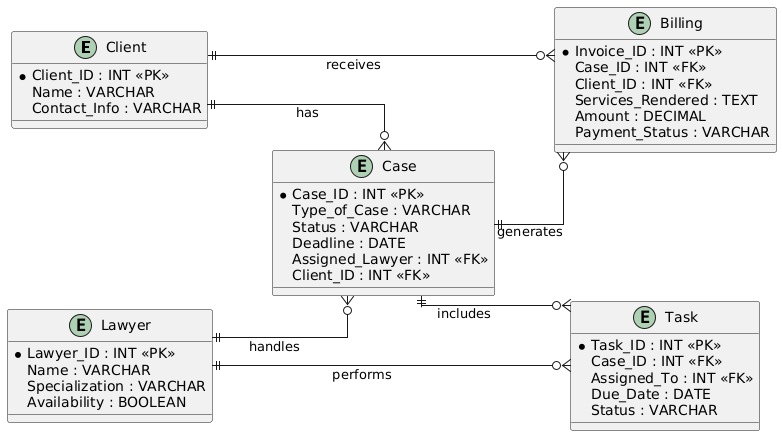 E Client
Client_ID : INT «PK»
Name : VARCHAR
Contact_Info : VARCHAR
receives
has
E Billing
Invoice_ID : INT «PK»
Case_ID : INT «FK»
Client_ID : INT «FK»
Services_Rendered : TEXT
Amount : DECIMAL
Payment_Status : VARCHAR
E Case
Case_ID : INT «PK»
Type_of_Case : VARCHAR
Status : VARCHAR
Deadline : DATE
Assigned_Lawyer : INT «FK»
Client_ID : INT «FK»
generates
includes
E Lawyer
Lawyer_ID : INT «PK»
Name : VARCHAR
Specialization : VARCHAR
Availability : BOOLEAN
handles
performs
E Task
Task_ID : INT «PK»
Case_ID : INT «FK»
Assigned_To : INT «FK»
Due_Date : DATE
Status : VARCHAR